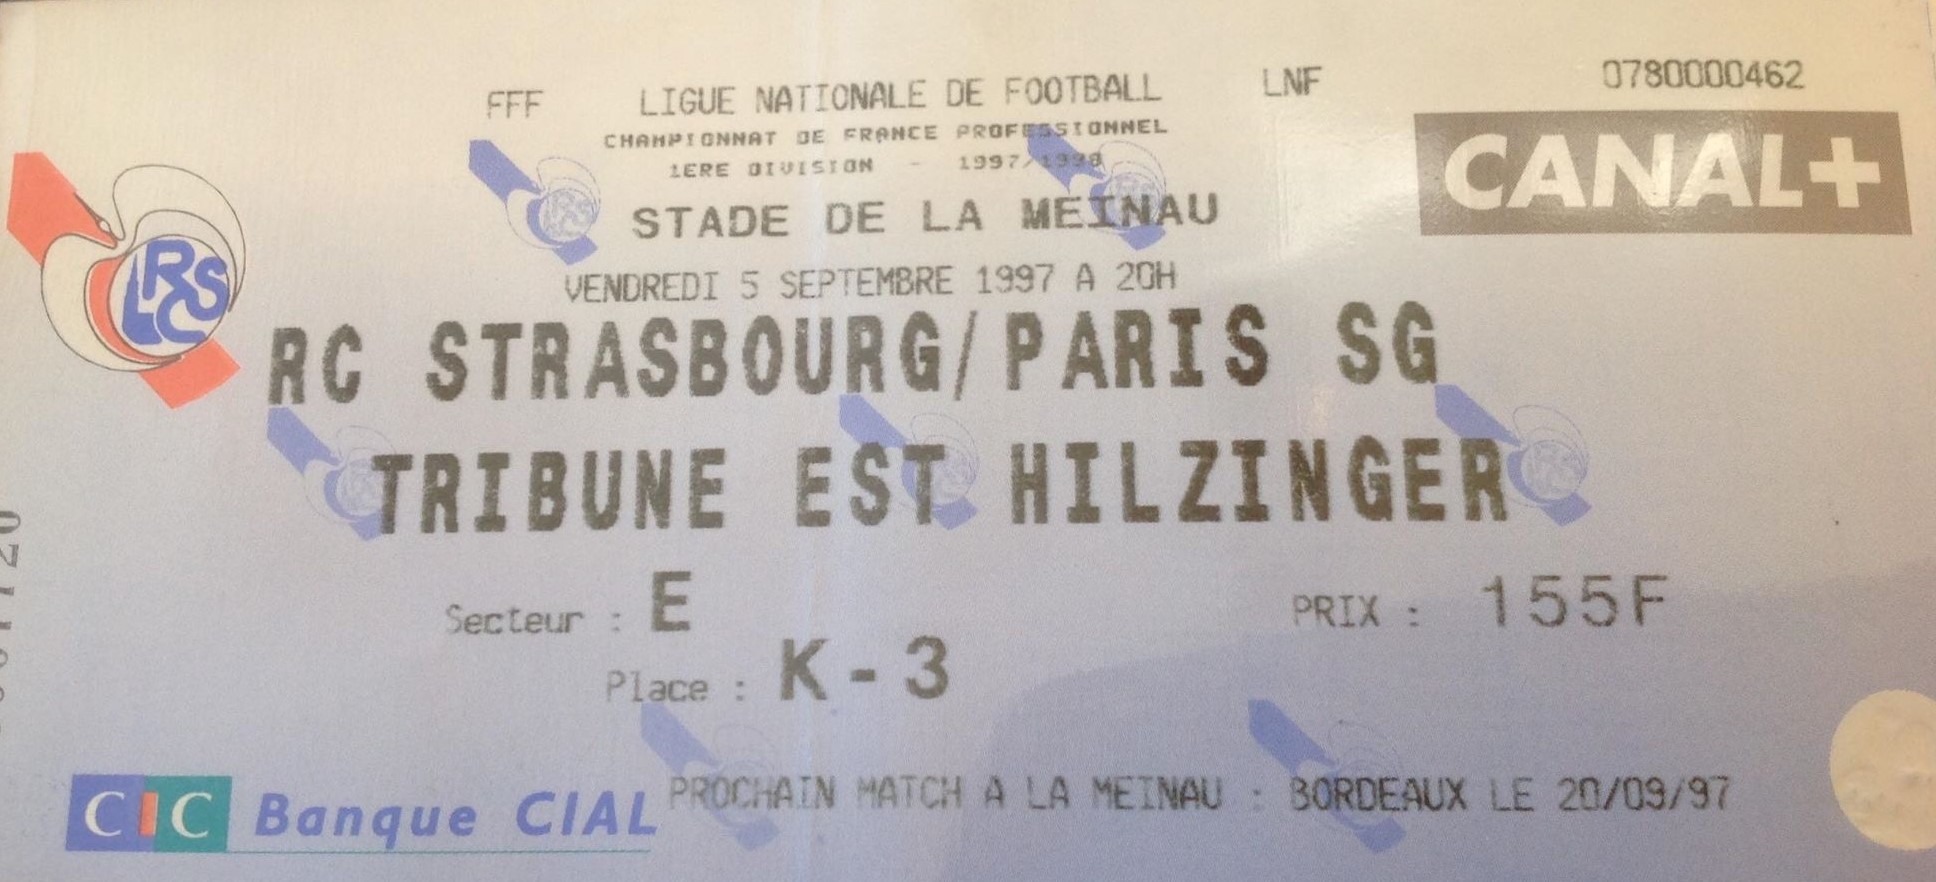 FFF LIGUE NATIONALE DE FOOTBALL LNF 0780000462
CHAMPIONNAT DE FRANCE PROFESSIONNEL
1ERE DIVISION - 1997/1998
CANAL+
STADE DE LA MEINAU
VENDREDI 5 SEPTEMBRE 1997 A 20H
RCS
RC STRASBOURG/PARIS SG
TRIBUNE EST HILZINGER
Secteur : E PRIX : 155F
Place : K - 3
CIC Banque CIAL
PROCHAIN MATCH A LA MEINAU : BORDEAUX LE 20/09/97